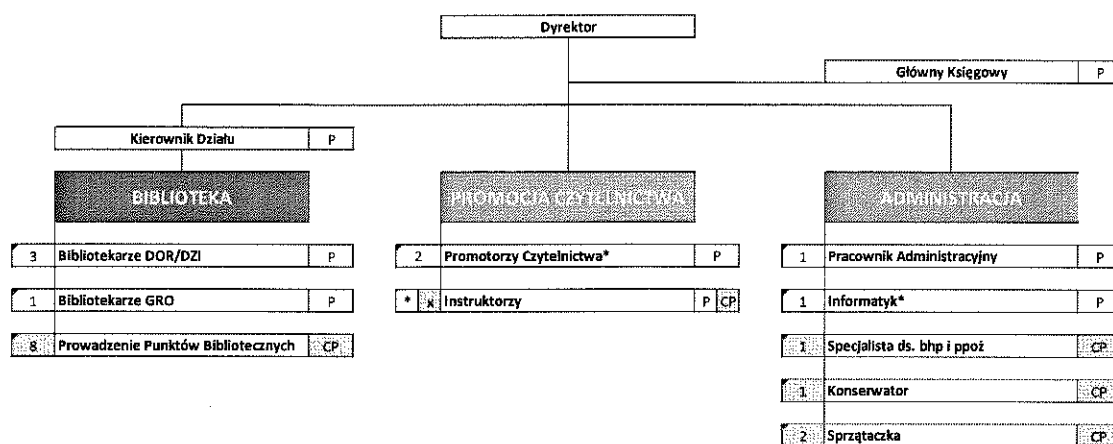 Dyrektor
Główny Księgowy P
Kierownik Działu P
BIBLIOTEKA
PROMOCJA CZYTELNICTWA
ADMINISTRACJA
3 Bibliotekarze DOR/DZI P
2 Promotorzy Czytelnictwa* P
1 Pracownik Administracyjny P
1 Bibliotekarze GRO P
* x Instruktorzy P CP
1 Informatyk* P
8 Prowadzenie Punktów Bibliotecznych CP
1 Specjalista ds. bhp i ppoż CP
1 Konserwator CP
2 Sprzątaczka CP